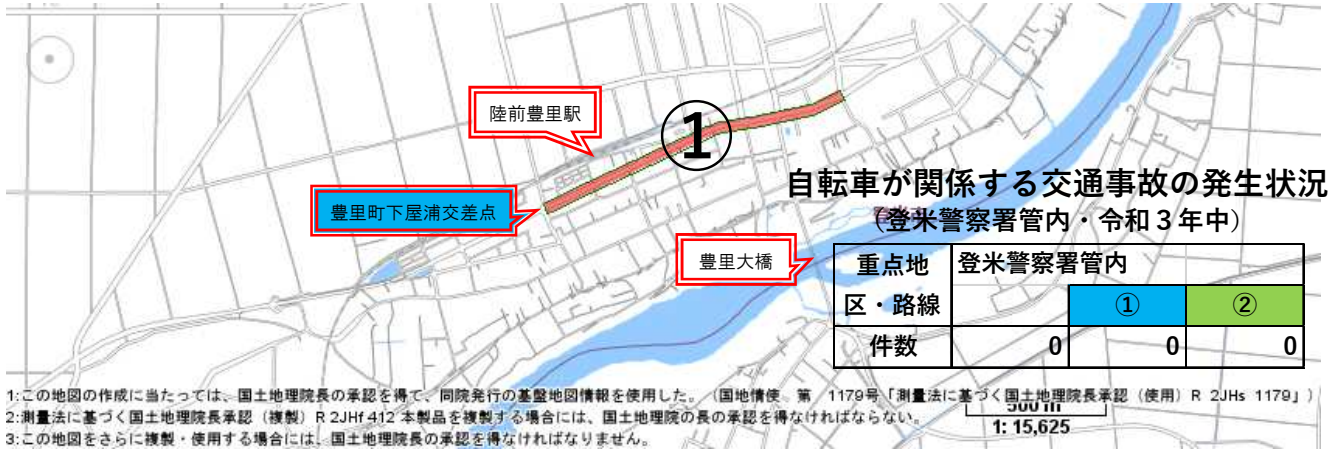 陸前豊里駅
①
豊里町下屋浦交差点
豊里大橋
自転車が関係する交通事故の発生状況
(登米警察署管内・令和3年中)
重点地区・路線
登米警察署管内
① ②
件数 0 0 0
1:この地図の作成に当たっては、国土地理院長の承認を得て、同院発行の基盤地図情報を使用した。(国地情使、第 1179号「測量法に基づく国土地理院長承認(使用)R 2JHs 1179」)
2:測量法に基づく国土地理院長承認(複製)R 2JHf 412 本製品を複製する場合には、国土地理院の長の承認を得なければならない。
3:この地図をさらに複製・使用する場合には、国土地理院長の承認を得なければなりません。
500 m
1: 15,625